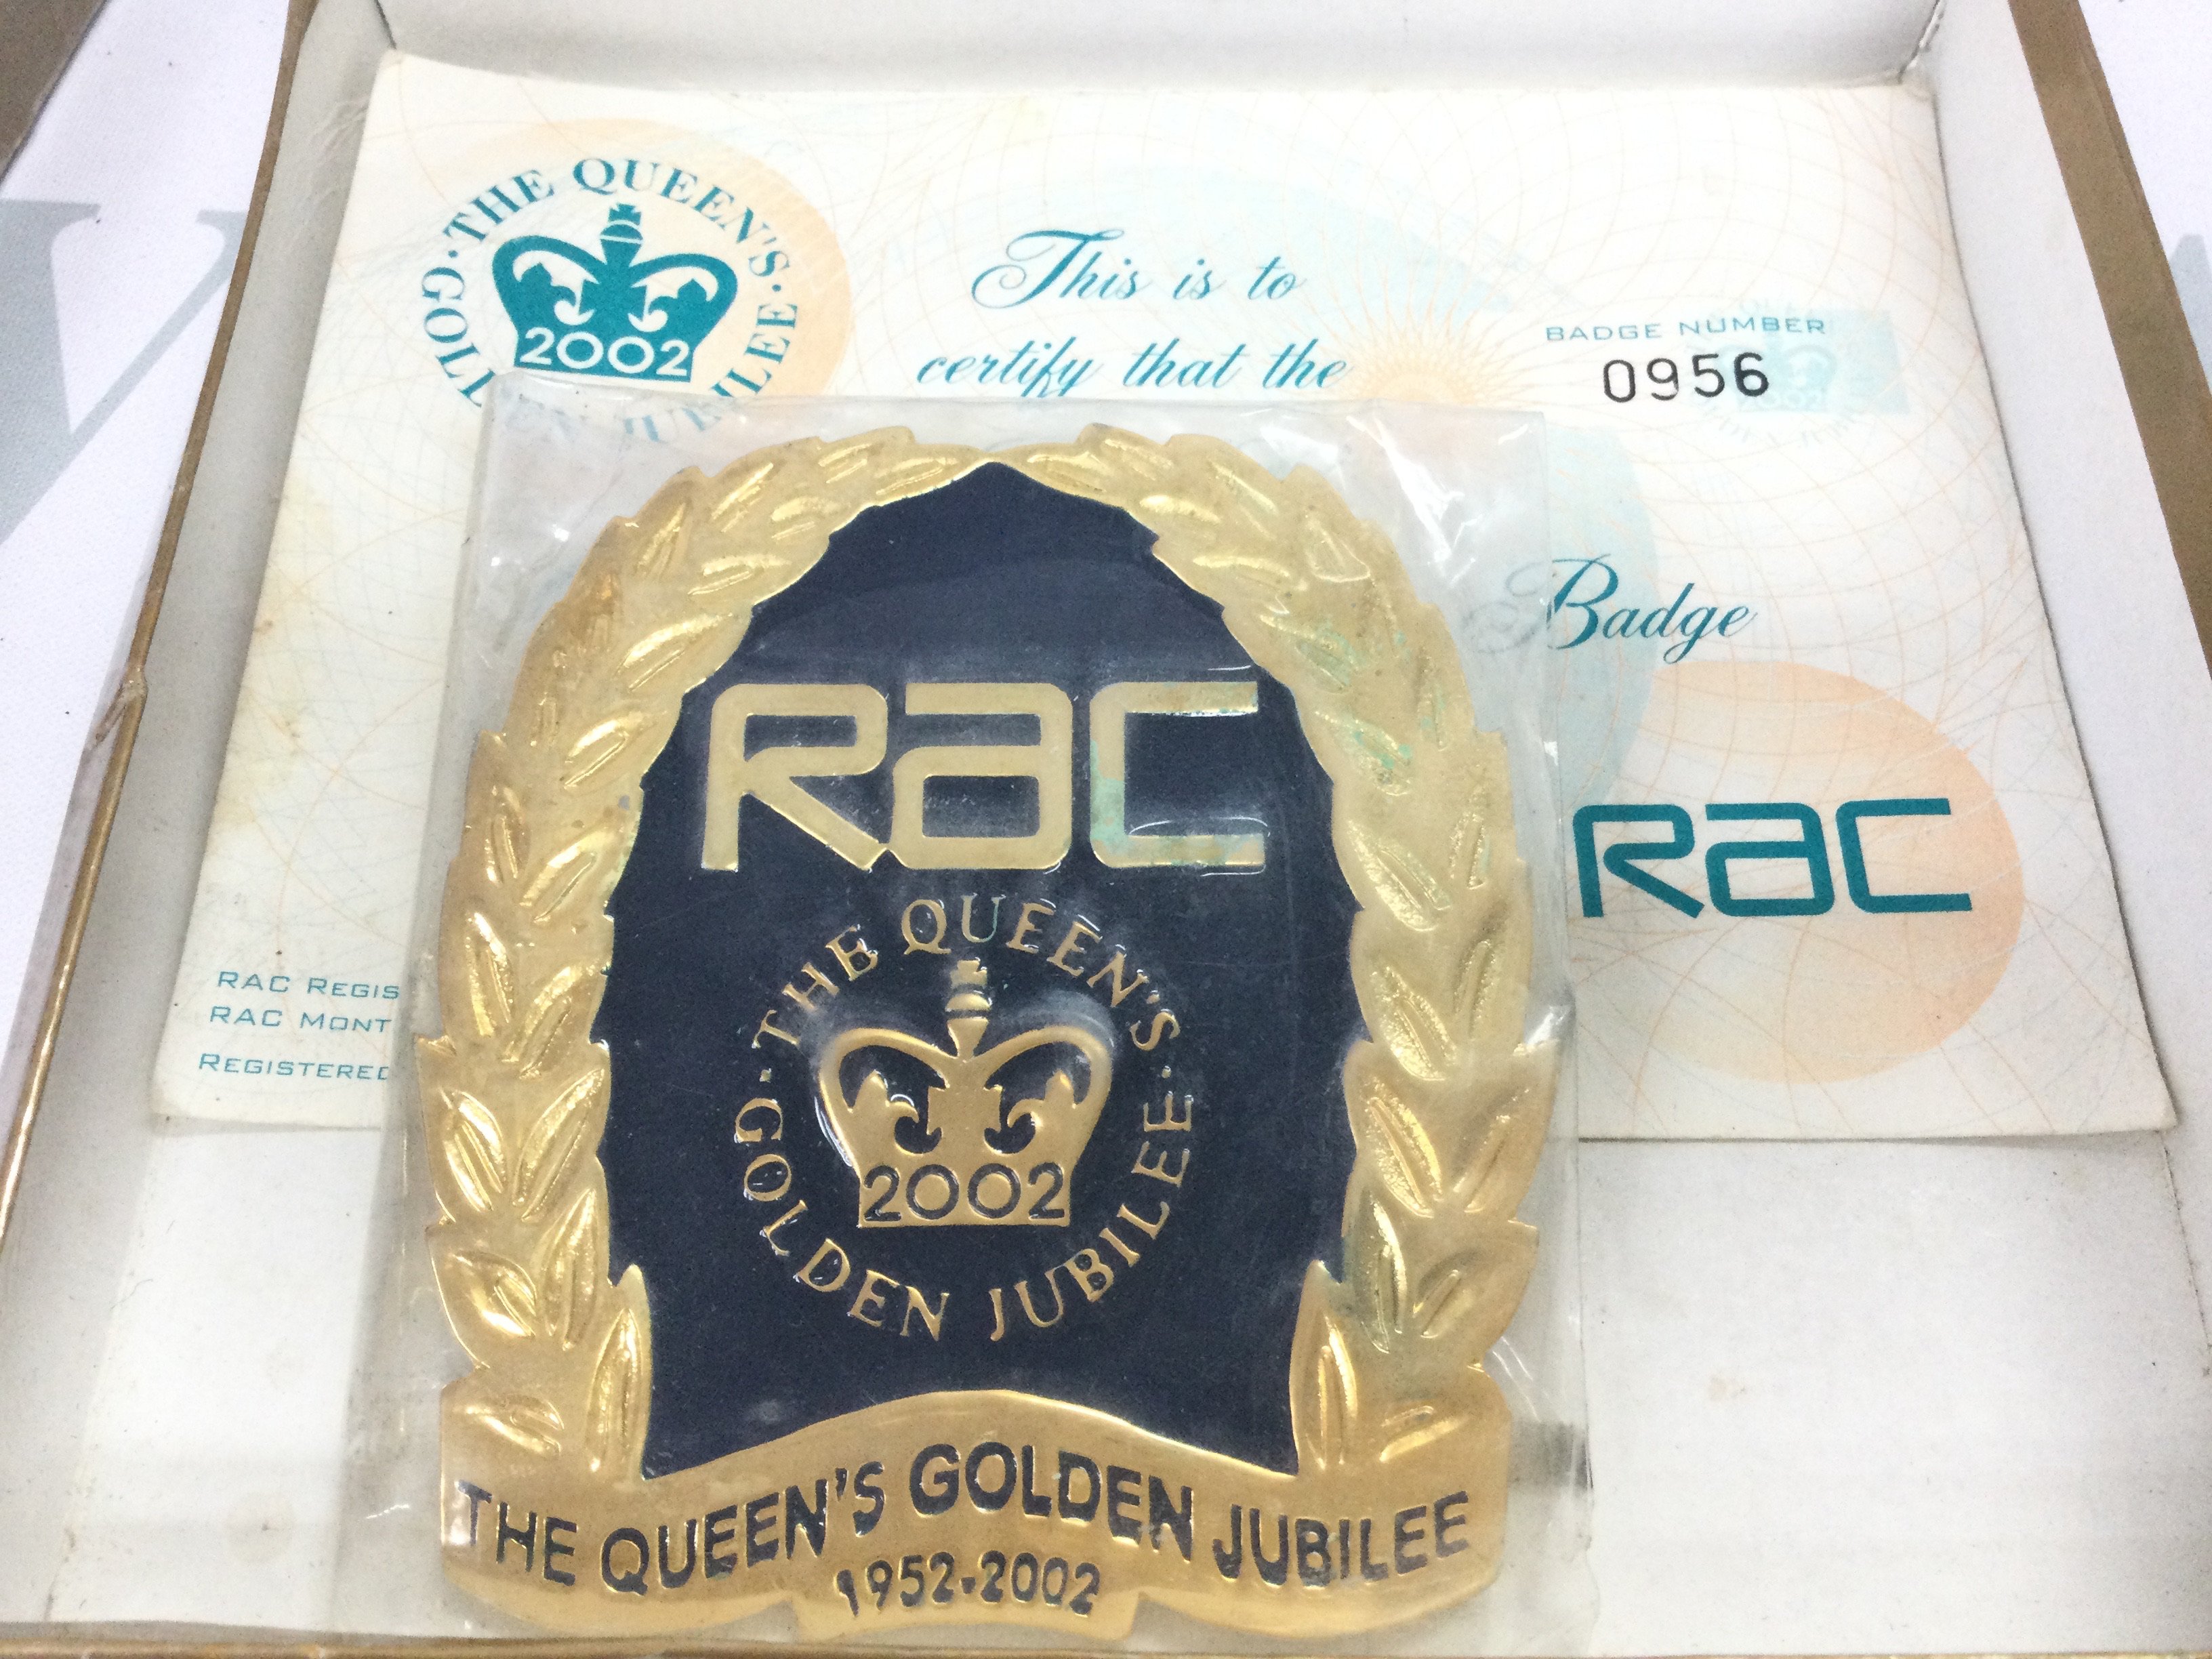 THE QUEEN'S
GOLDEN JUBILEE
2002
This is to
certify that the
BADGE NUMBER
0956
Badge
RAC
RAC REGIS
RAC MONT
REGISTERED
RAC
THE QUEEN'S
GOLDEN JUBILEE
2002
THE QUEEN'S GOLDEN JUBILEE
1952-2002